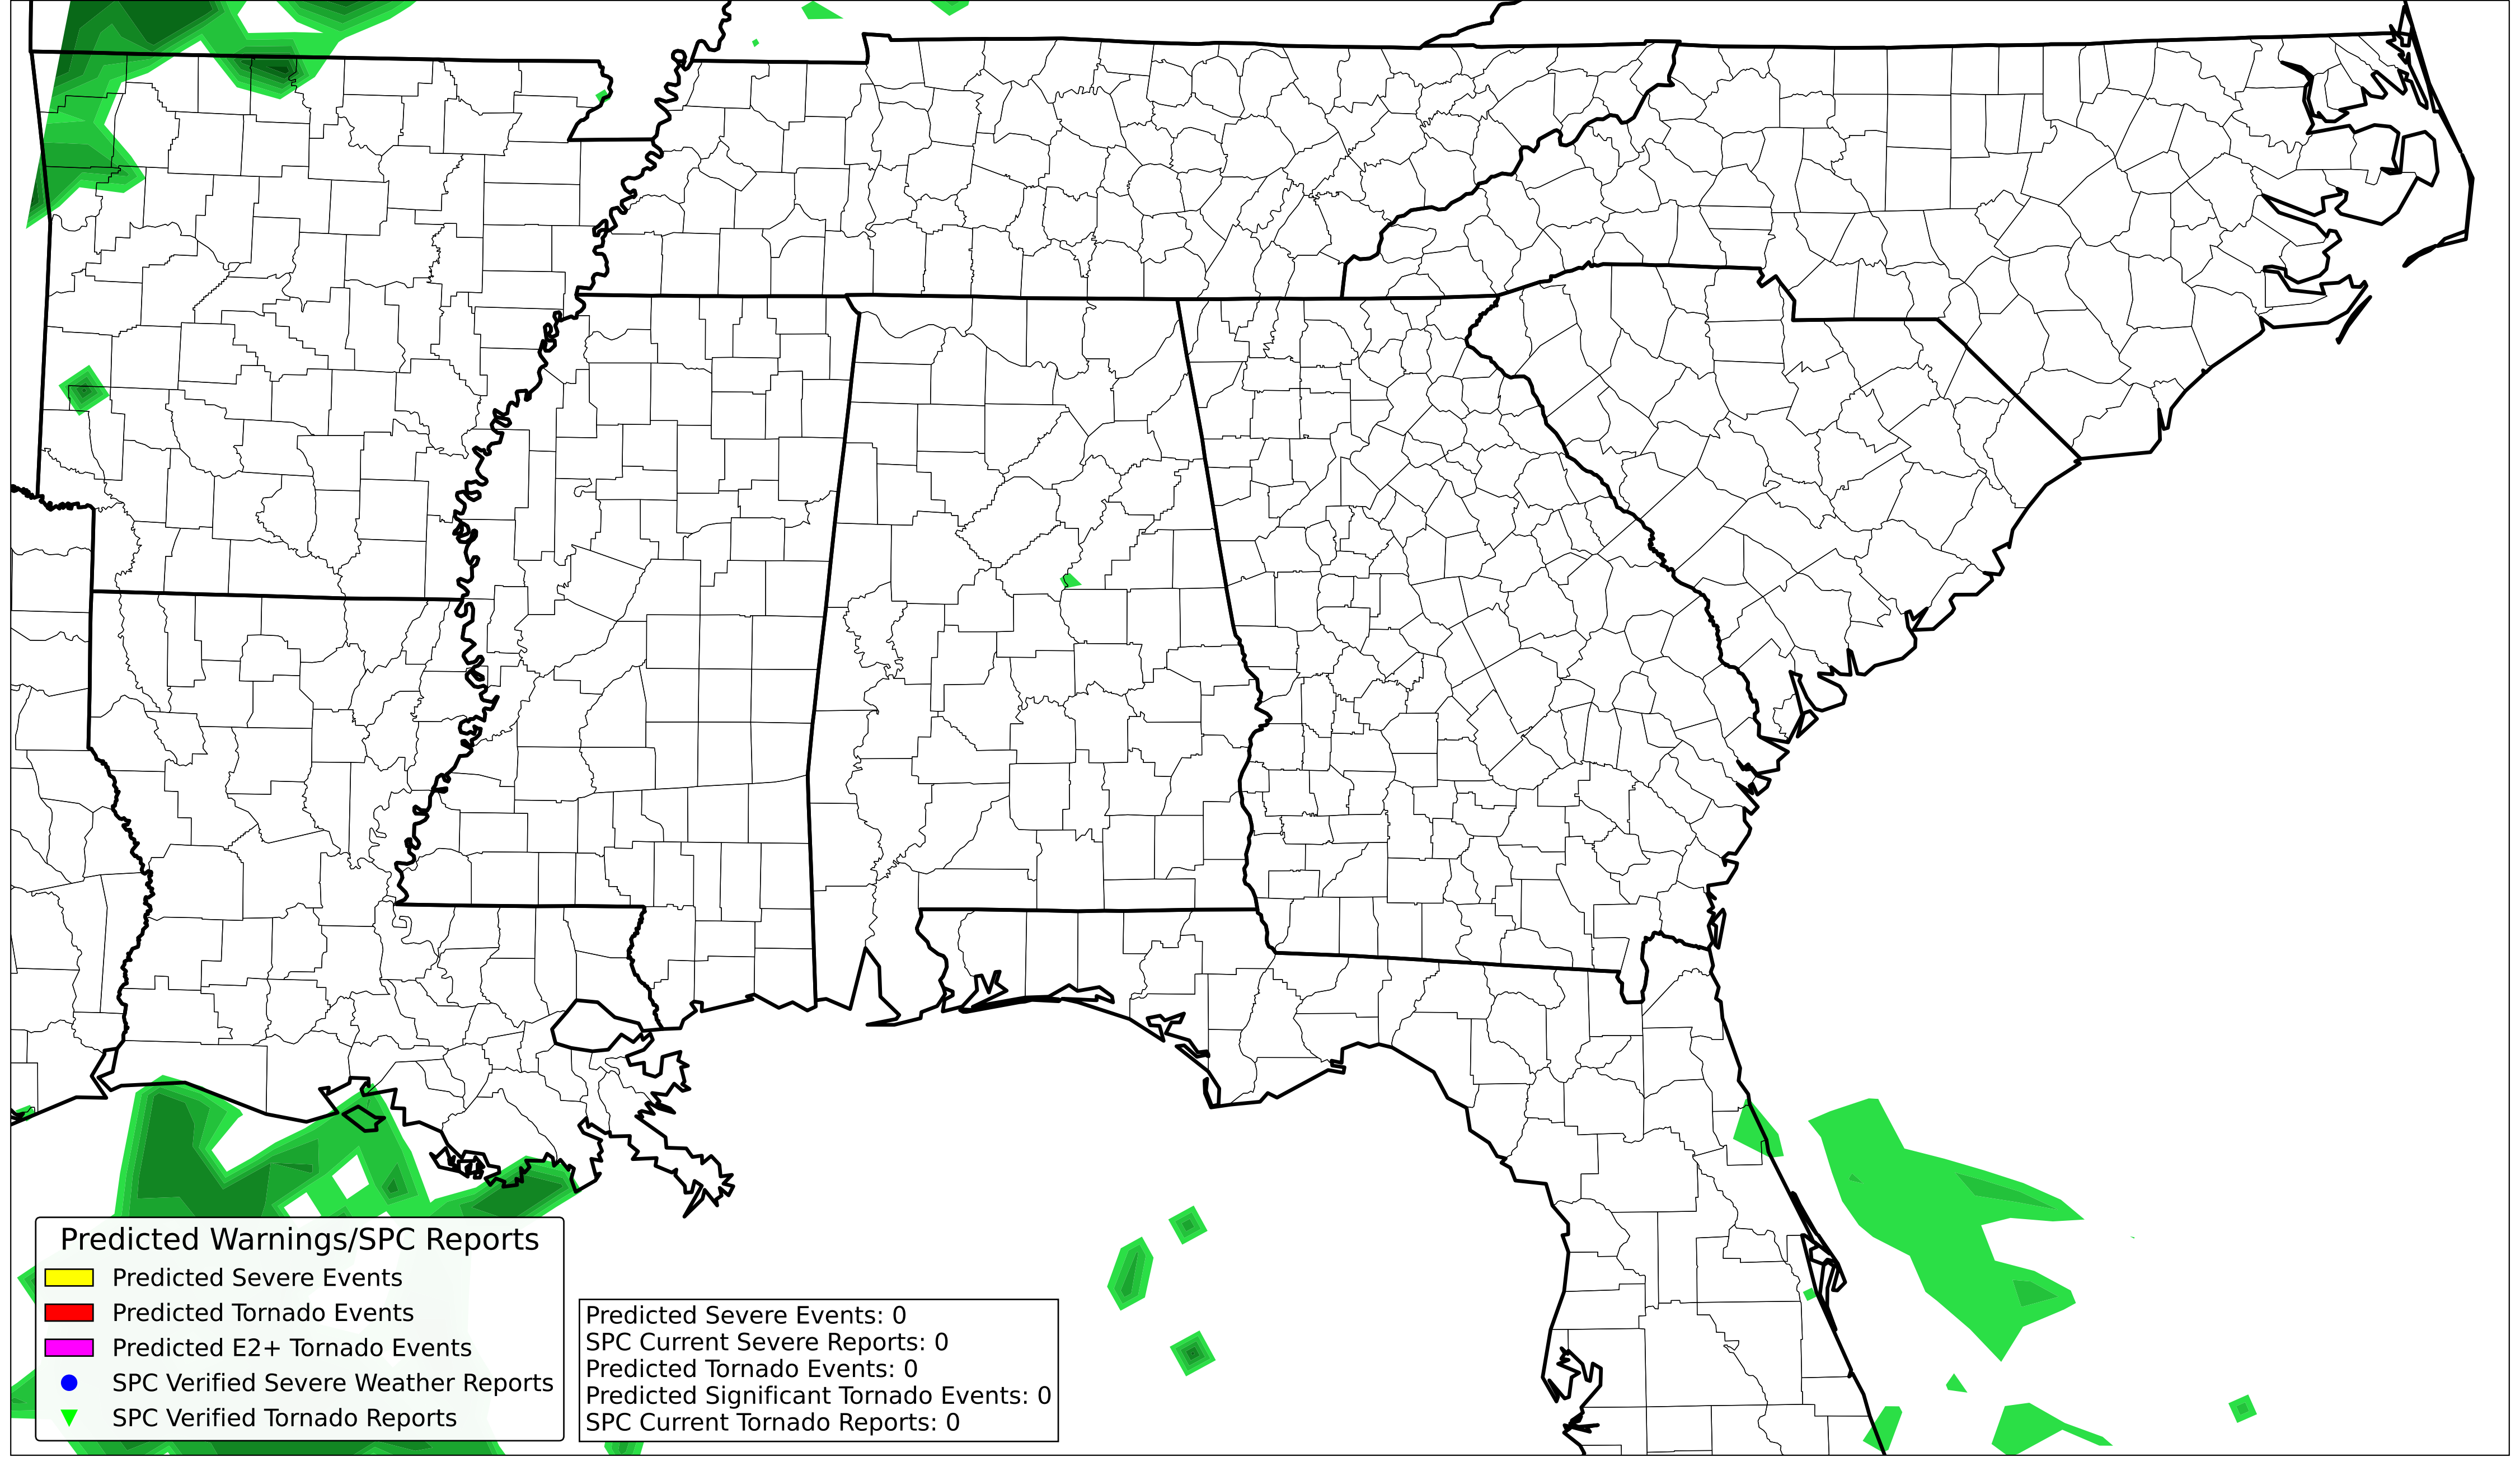 Predicted Warnings/SPC Reports
Predicted Severe Events
Predicted Tornado Events
Predicted E2+ Tornado Events
SPC Verified Severe Weather Reports
SPC Verified Tornado Reports
Predicted Severe Events: 0
SPC Current Severe Reports: 0
Predicted Tornado Events: 0
Predicted Significant Tornado Events: 0
SPC Current Tornado Reports: 0